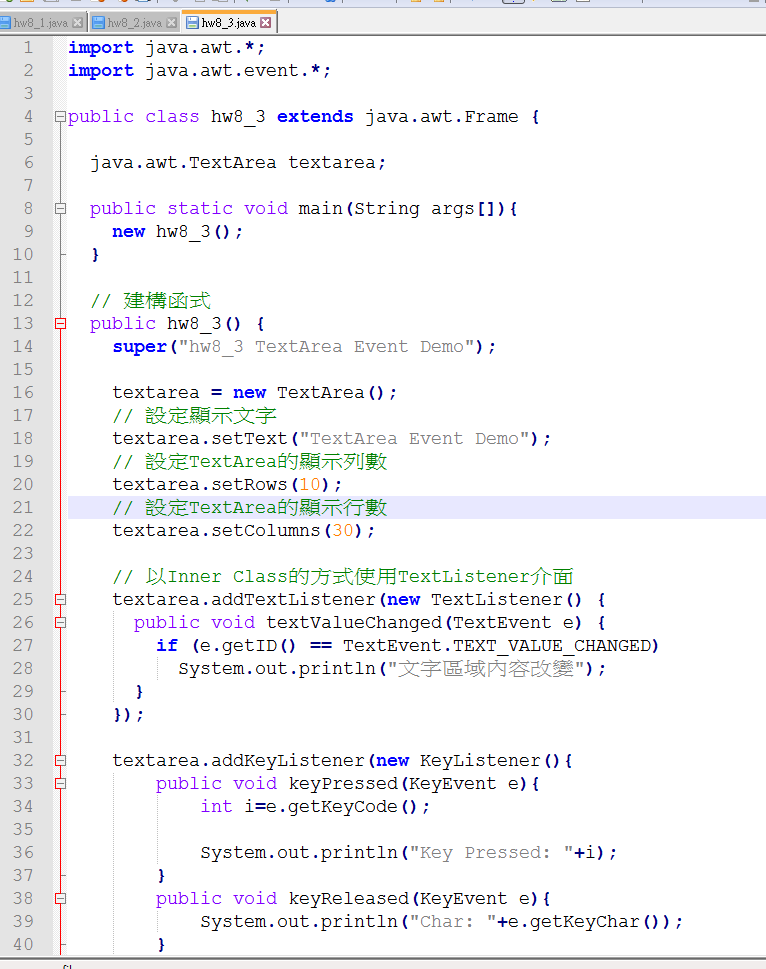 hw8_1.java hw8_2.java hw8_3.java
1 import java.awt.*;
2 import java.awt.event.*;
3
4 public class hw8_3 extends java.awt.Frame {
5
6 java.awt.TextArea textarea;
7
8 public static void main(String args[]){
9 new hw8_3();
10 }
11
12 // 建構函式
13 public hw8_3() {
14 super("hw8_3 TextArea Event Demo");
15
16 textarea = new TextArea();
17 // 設定顯示文字
18 textarea.setText("TextArea Event Demo");
19 // 設定TextArea的顯示列數
20 textarea.setRows(10);
21 // 設定TextArea的顯示行數
22 textarea.setColumns(30);
23
24 // 以Inner Class的方式使用TextListener介面
25 textarea.addTextListener(new TextListener() {
26 public void textValueChanged(TextEvent e) {
27 if (e.getID() == TextEvent.TEXT_VALUE_CHANGED)
28 System.out.println("文字區域內容改變");
29 }
30 });
31
32 textarea.addKeyListener(new KeyListener(){
33 public void keyPressed(KeyEvent e){
34 int i=e.getKeyCode();
35
36 System.out.println("Key Pressed: "+i);
37 }
38 public void keyReleased(KeyEvent e){
39 System.out.println("Char: "+e.getKeyChar());
40 }